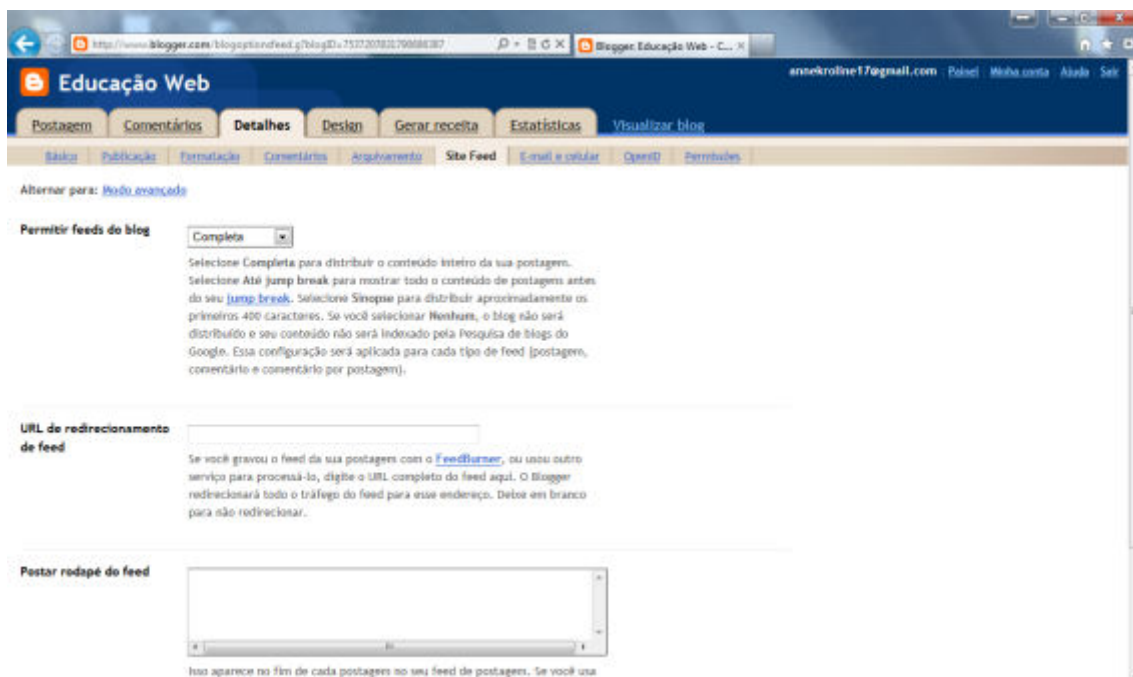 http://www.blogger.com/blogoptionsfeed.g?blogID=
Blogger: Educação Web - C...
Educação Web
annekroline17@gmail.com Painel Minha conta Ajuda Sair
Postagem Comentários Detalhes Design Gerar receita Estatísticas Visualizar blog
Básico Publicação Formatação Comentários Arquivamento Site Feed E-mail e celular OpenID Permissões
Alternar para: Modo avançado
Permitir feeds do blog
Completa
Selecione Completa para distribuir o conteúdo inteiro da sua postagem.
Selecione Até jump break para mostrar todo o conteúdo de postagens antes
do seu jump break. Selecione Sinopse para distribuir aproximadamente os
primeiros 400 caracteres. Se você selecionar Nenhum, o blog não será
distribuído e seu conteúdo não será indexado pela Pesquisa de blogs do
Google. Essa configuração será aplicada para cada tipo de feed (postagem,
comentário e comentário por postagem).
URL de redirecionamento
de feed
Se você gravou o feed da sua postagem com o FeedBurner, ou usou outro
serviço para processá-lo, digite o URL completo do feed aqui. O Blogger
redirecionará todo o tráfego do feed para esse endereço. Deixe em branco
para não redirecionar.
Postar rodapé do feed
Isso aparece no fim de cada postagem no seu feed de postagens. Se você usa